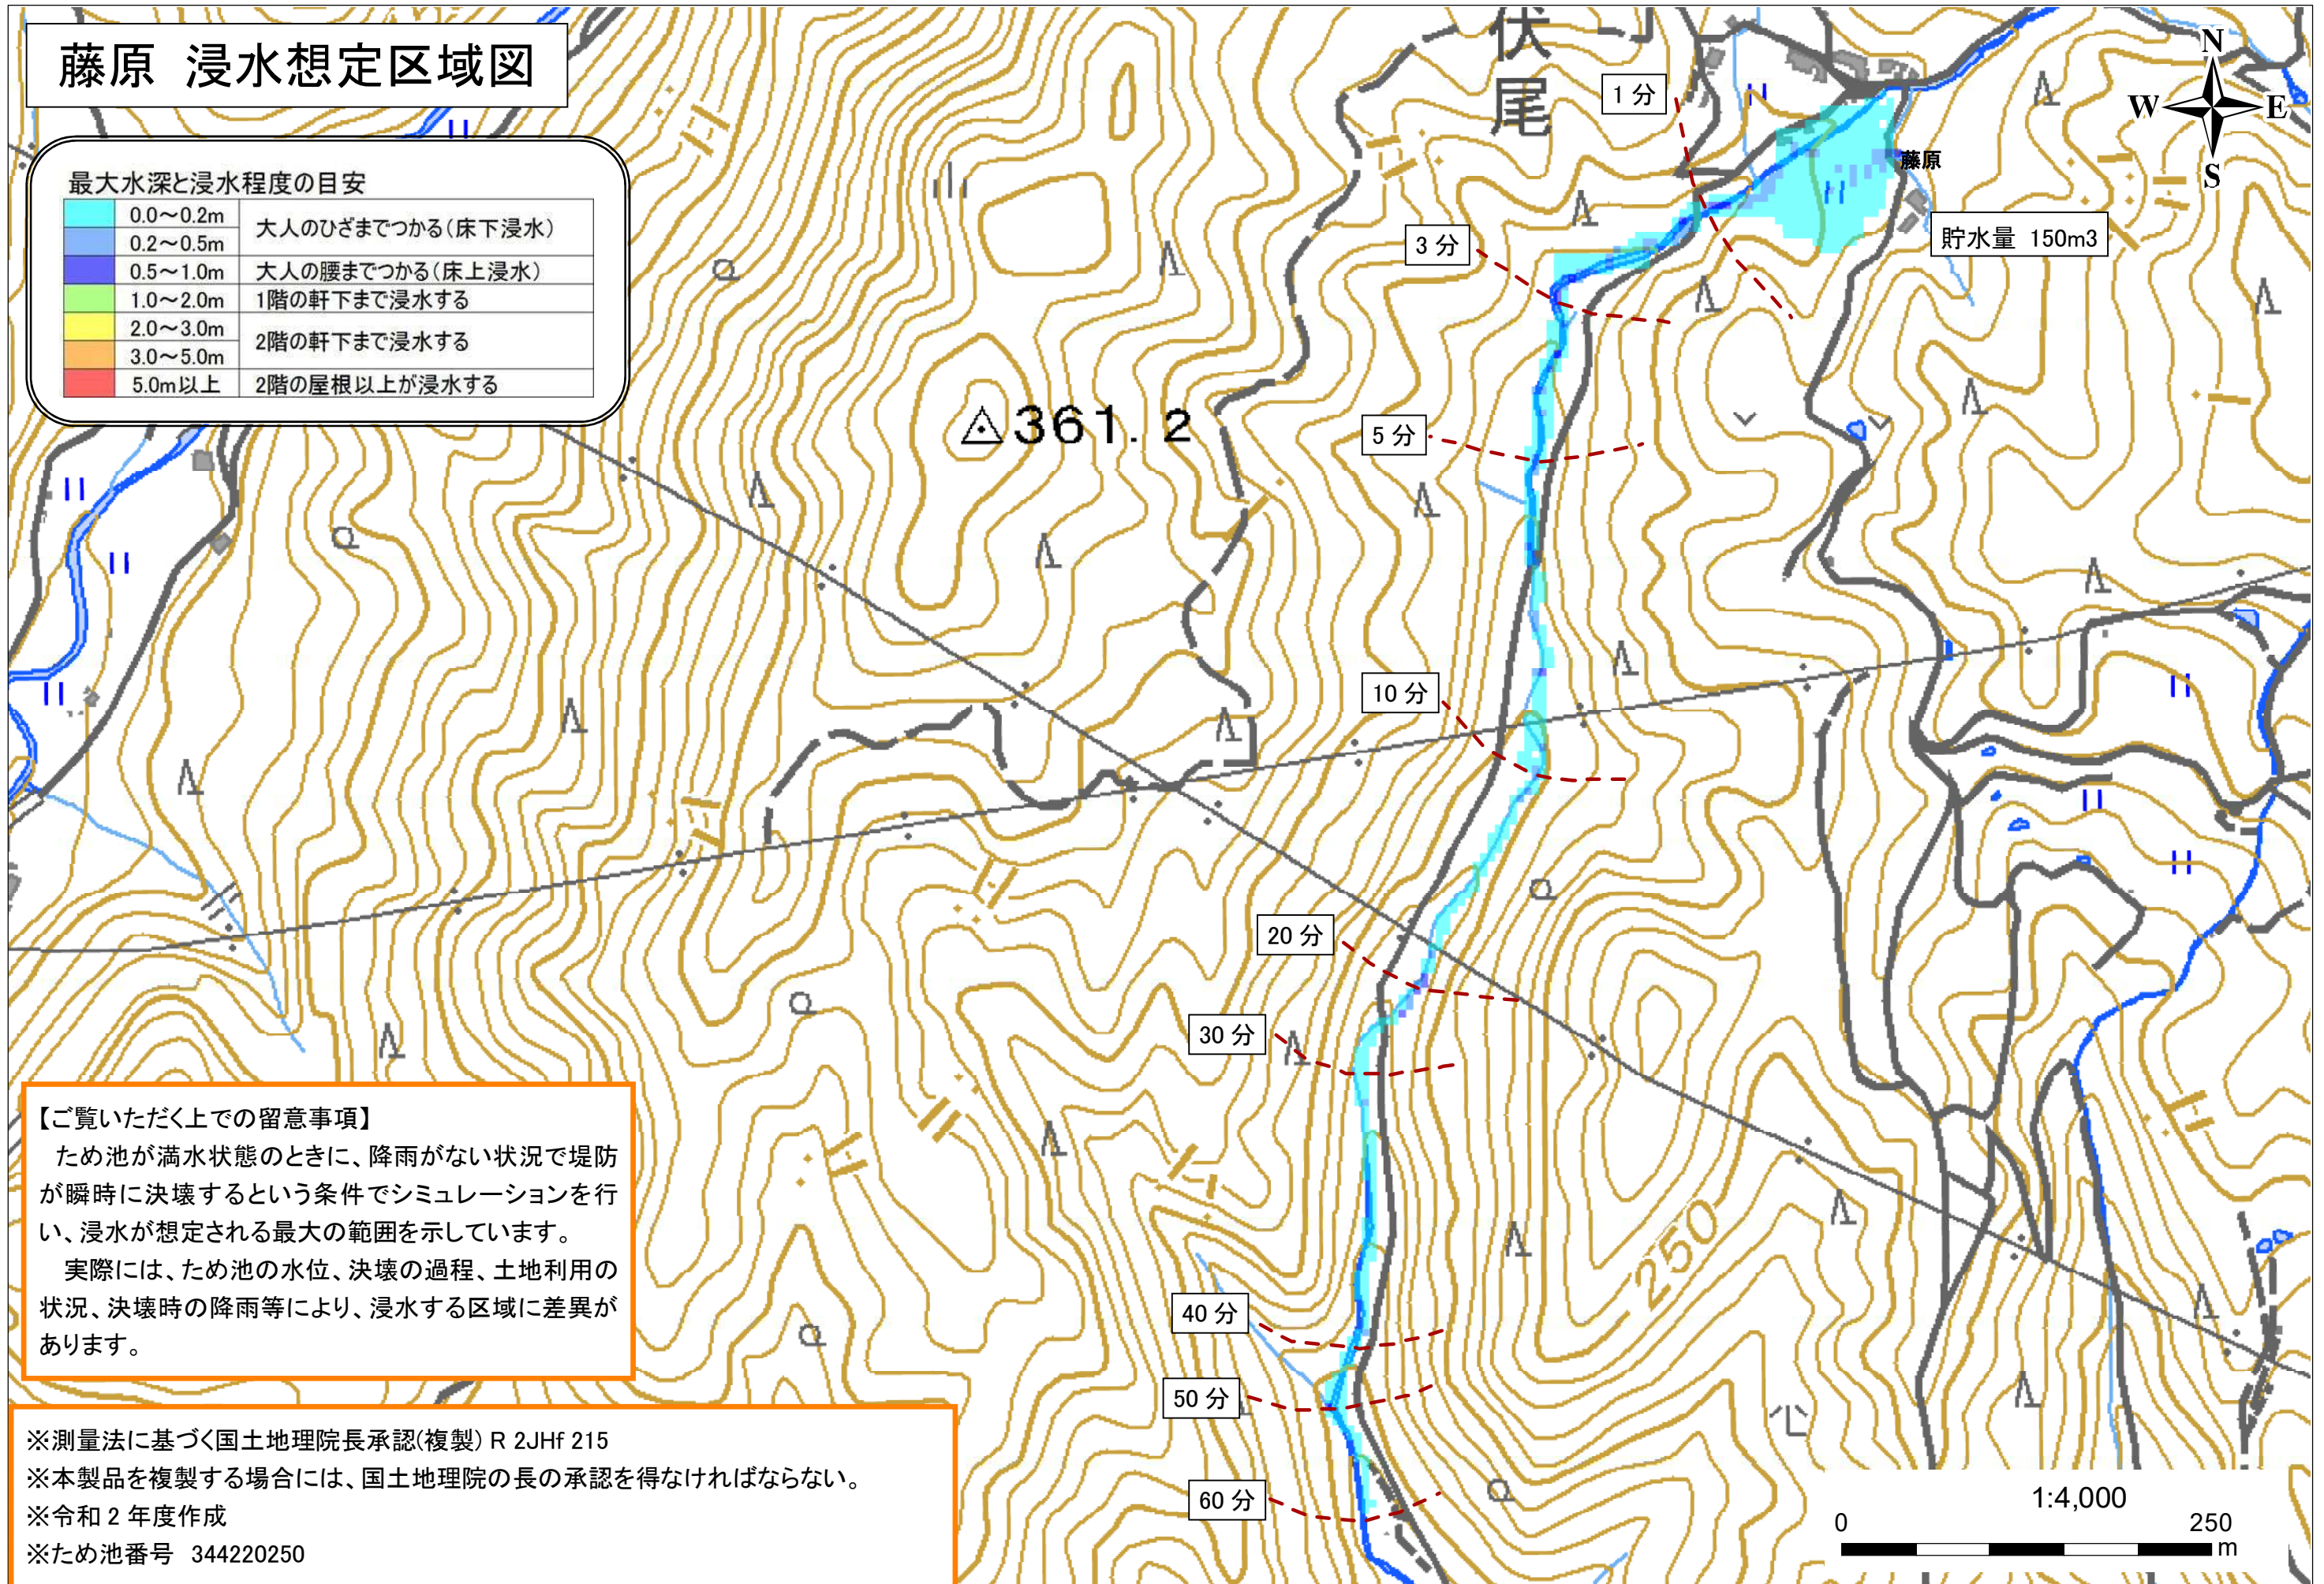 藤原 浸水想定区域図
伏尾
N
W
E
S
最大水深と浸水程度の目安
0.0～0.2m
大人のひざまでつかる(床下浸水)
0.2～0.5m
0.5～1.0m 大人の腰までつかる(床上浸水)
1.0～2.0m 1階の軒下まで浸水する
2.0～3.0m
2階の軒下まで浸水する
3.0～5.0m
5.0m以上 2階の屋根以上が浸水する
1分
藤原
貯水量 150m3
3分
361.2
5分
10分
20分
30分
250
40分
50分
60分
【ご覧いただく上での留意事項】
ため池が満水状態のときに、降雨がない状況で堤防
が瞬時に決壊するという条件でシミュレーションを行
い、浸水が想定される最大の範囲を示しています。
実際には、ため池の水位、決壊の過程、土地利用の
状況、決壊時の降雨等により、浸水する区域に差異が
あります。
※測量法に基づく国土地理院長承認(複製) R 2JHf 215
※本製品を複製する場合には、国土地理院の長の承認を得なければならない。
※令和2年度作成
※ため池番号 344220250
1:4,000
0 250
m